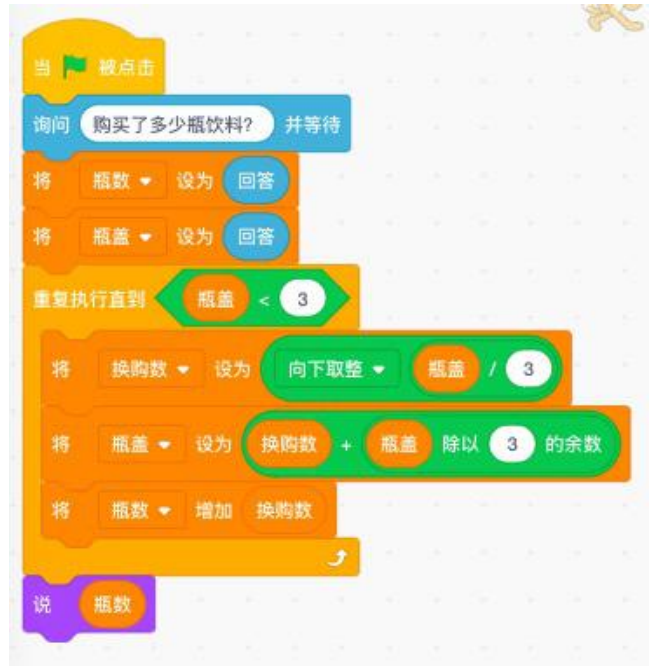 当 被点击
询问 购买了多少瓶饮料? 并等待
将 瓶数 设为 回答
将 瓶盖 设为 回答
重复执行直到 瓶盖 < 3
将 换购数 设为 向下取整 瓶盖 / 3
将 瓶盖 设为 换购数 + 瓶盖 除以 3 的余数
将 瓶数 增加 换购数
说 瓶数